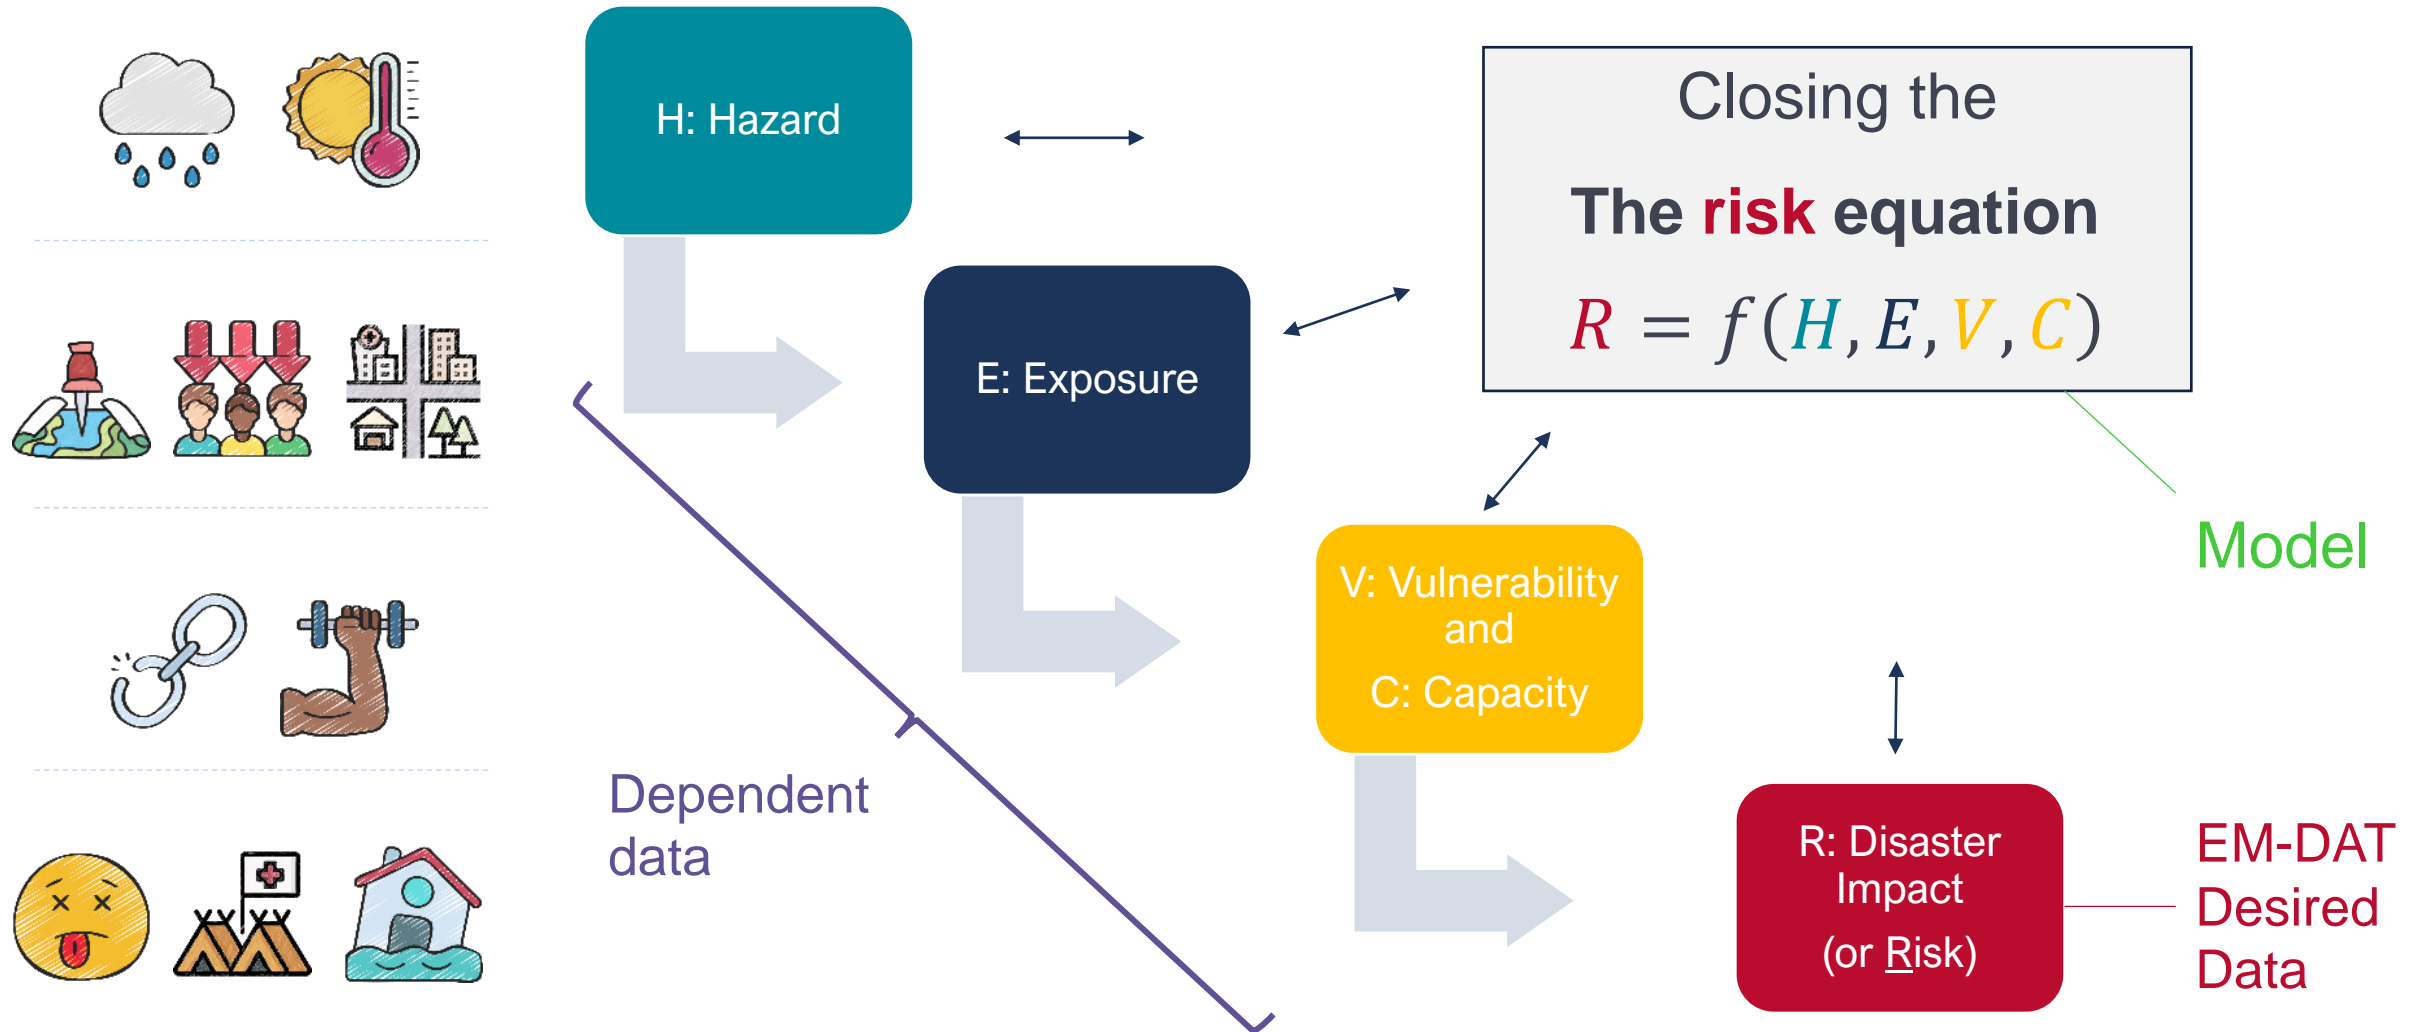 H: Hazard
Closing the
The risk equation
R = f(H, E, V, C)
E: Exposure
Model
V: Vulnerability
and
C: Capacity
Dependent
data
R: Disaster
Impact
(or Risk)
EM-DAT
Desired
Data